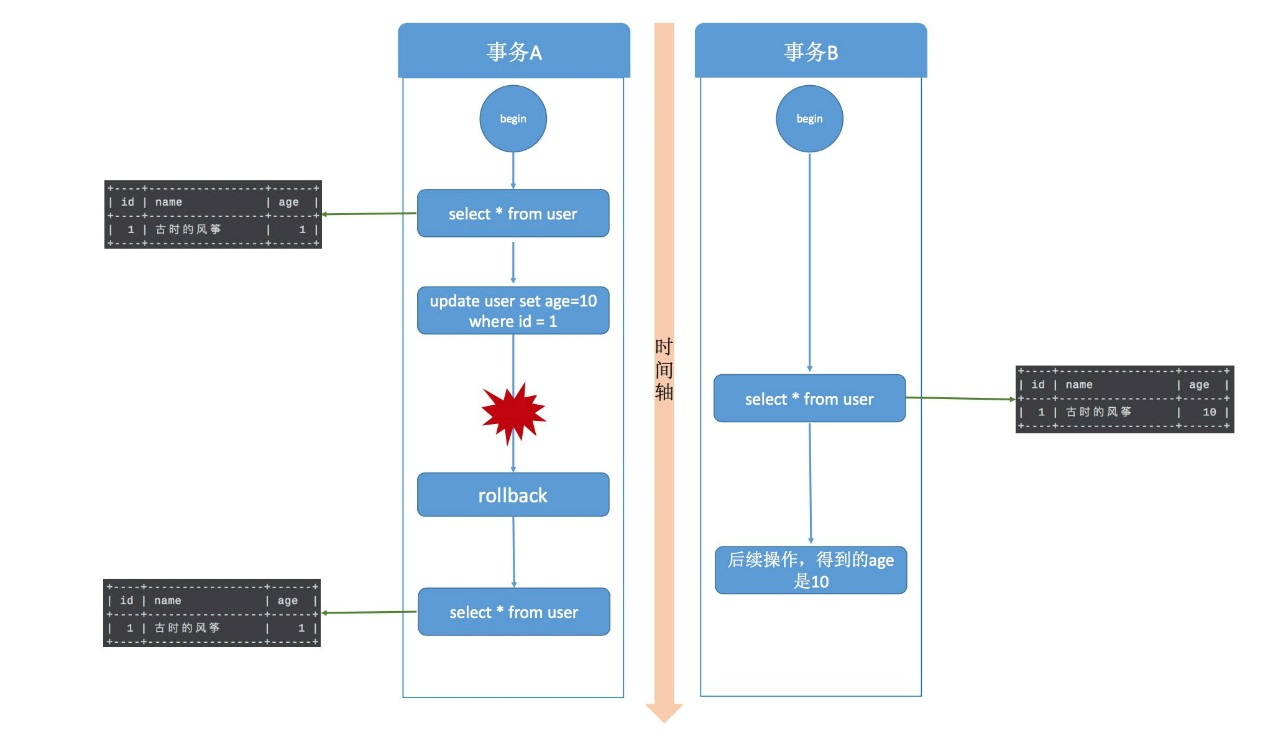 事务A
事务B
begin
begin
+----+-----------------+------+
| id | name            | age  |
+----+-----------------+------+
|  1 | 古时的风筝      |    1 |
+----+-----------------+------+
select * from user
update user set age=10
where id = 1
时
间
轴
select * from user
+----+-----------------+------+
| id | name            | age  |
+----+-----------------+------+
|  1 | 古时的风筝      |   10 |
+----+-----------------+------+
rollback
后续操作，得到的age
是10
+----+-----------------+------+
| id | name            | age  |
+----+-----------------+------+
|  1 | 古时的风筝      |    1 |
+----+-----------------+------+
select * from user